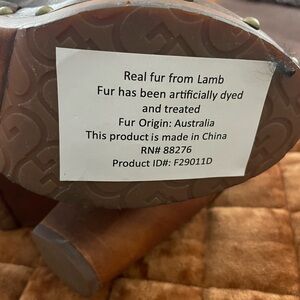 Real fur from Lamb
Fur has been artificially dyed
and treated
Fur Origin: Australia
This product is made in China
RN# 88276
Product ID#: F29011D